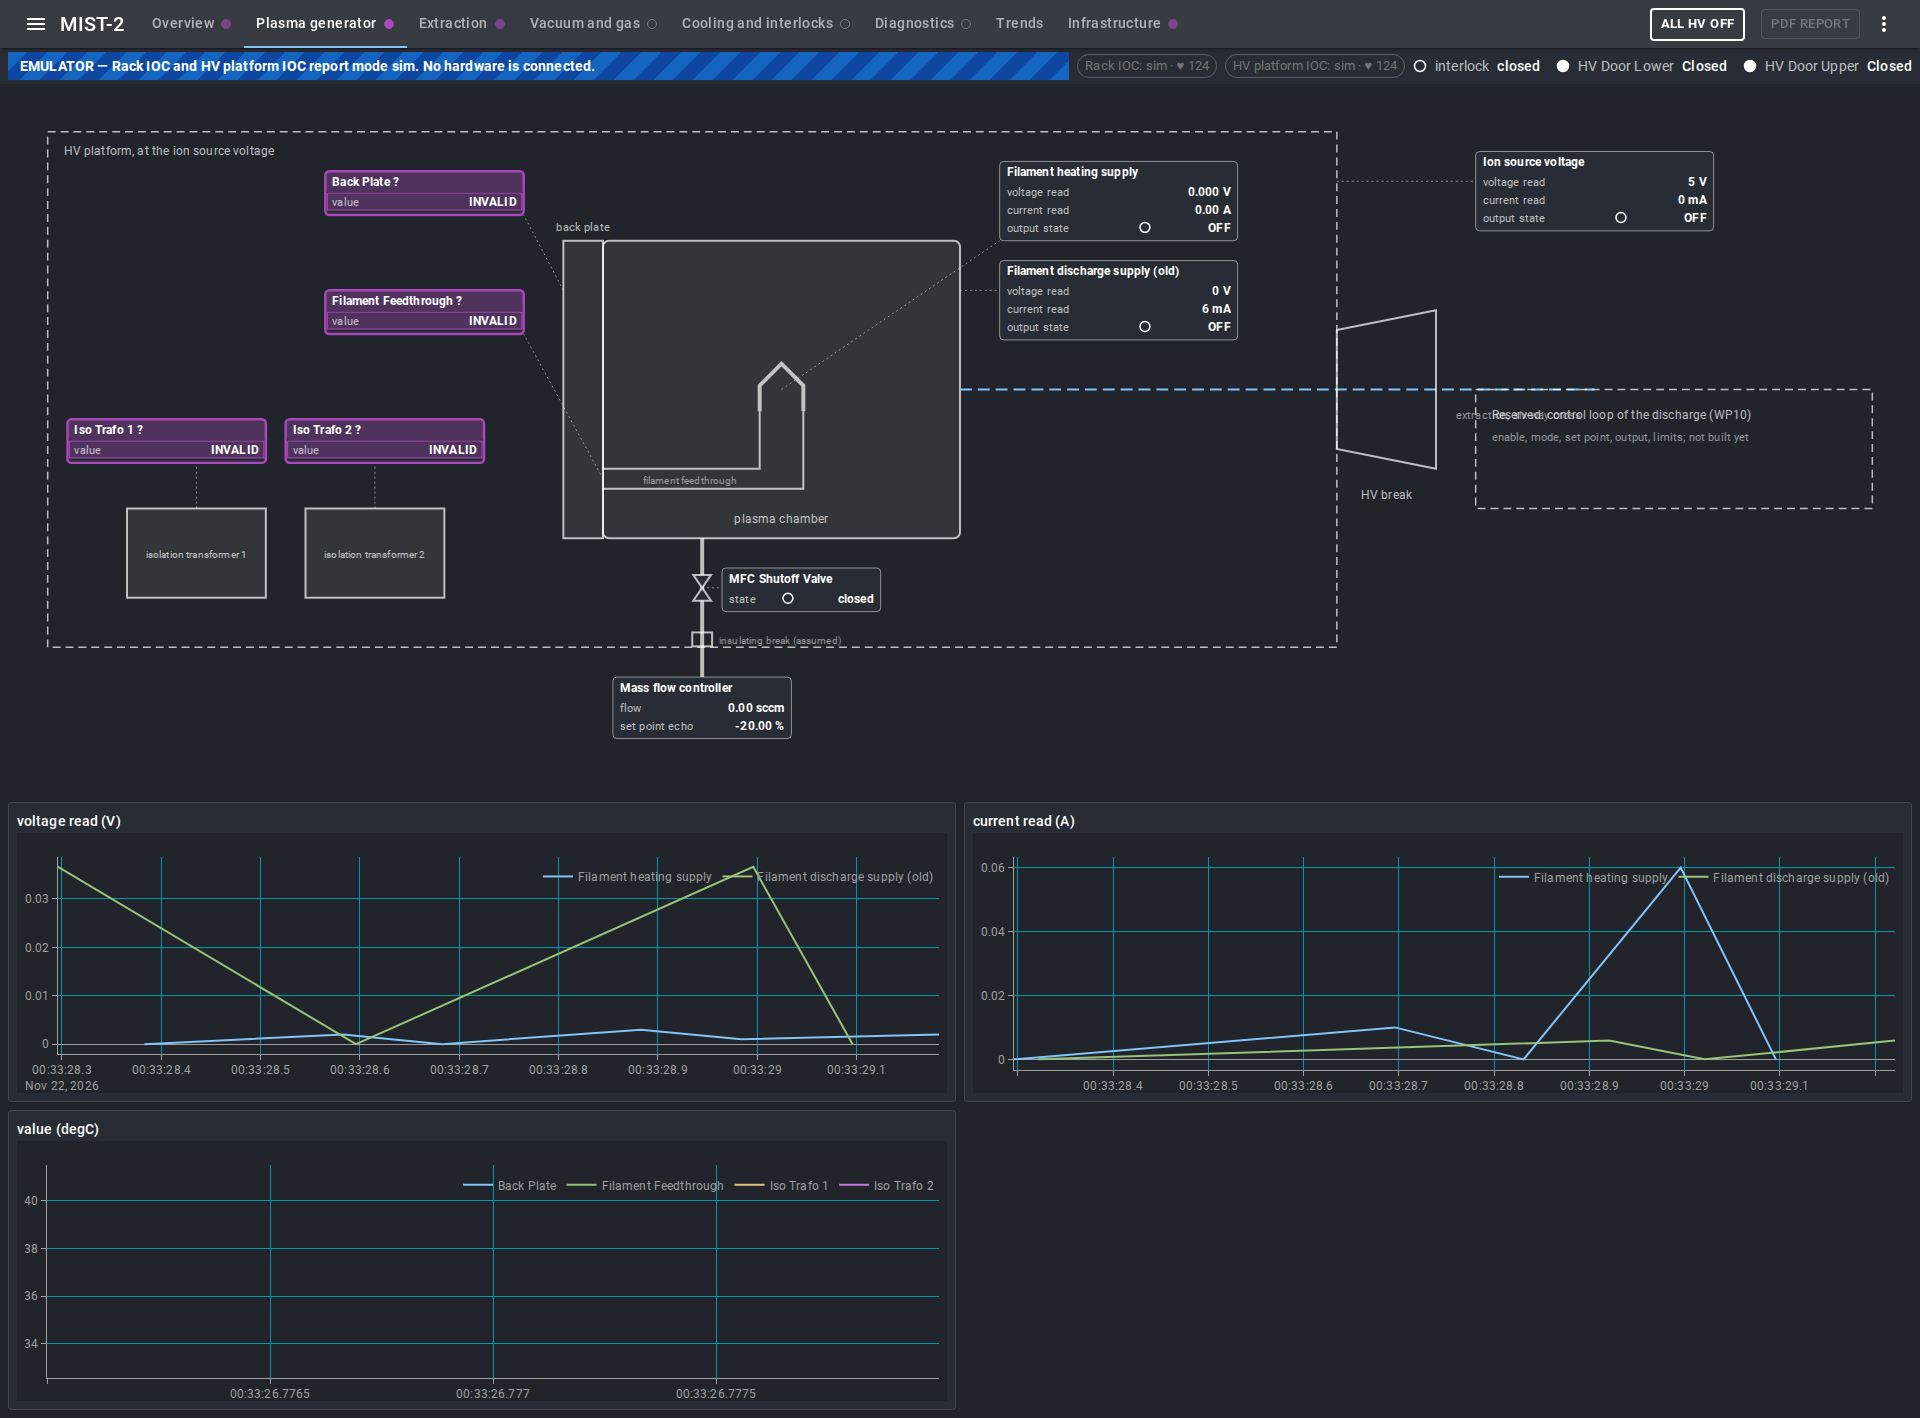 MIST-2
Overview
Plasma generator
Extraction
Vacuum and gas
Cooling and interlocks
Diagnostics
Trends
Infrastructure
ALL HV OFF
PDF REPORT
EMULATOR — Rack IOC and HV platform IOC report mode sim. No hardware is connected.
Rack IOC: sim · ♥ 124
HV platform IOC: sim · ♥ 124
interlock closed
HV Door Lower Closed
HV Door Upper Closed
HV platform, at the ion source voltage
Back Plate ?
value INVALID
Filament Feedthrough ?
value INVALID
Iso Trafo 1 ?
value INVALID
Iso Trafo 2 ?
value INVALID
isolation transformer 1
isolation transformer 2
back plate
filament feedthrough
plasma chamber
Filament heating supply
voltage read 0.000 V
current read 0.00 A
output state OFF
Filament discharge supply (old)
voltage read 0 V
current read 6 mA
output state OFF
Ion source voltage
voltage read 5 V
current read 0 mA
output state OFF
HV break
Reserved: control loop of the discharge (WP10)
enable, mode, set point, output, limits; not built yet
MFC Shutoff Valve
state closed
insulating break (assumed)
Mass flow controller
flow 0.00 sccm
set point echo -20.00 %
voltage read (V)
Filament heating supply
Filament discharge supply (old)
0.03
0.02
0.01
0
00:33:28.3 00:33:28.4 00:33:28.5 00:33:28.6 00:33:28.7 00:33:28.8 00:33:28.9 00:33:29 00:33:29.1
Nov 22, 2026
current read (A)
Filament heating supply
Filament discharge supply (old)
0.06
0.04
0.02
0
00:33:28.4 00:33:28.5 00:33:28.6 00:33:28.7 00:33:28.8 00:33:28.9 00:33:29 00:33:29.1
value (degC)
Back Plate
Filament Feedthrough
Iso Trafo 1
Iso Trafo 2
40
38
36
34
00:33:26.7765 00:33:26.777 00:33:26.7775